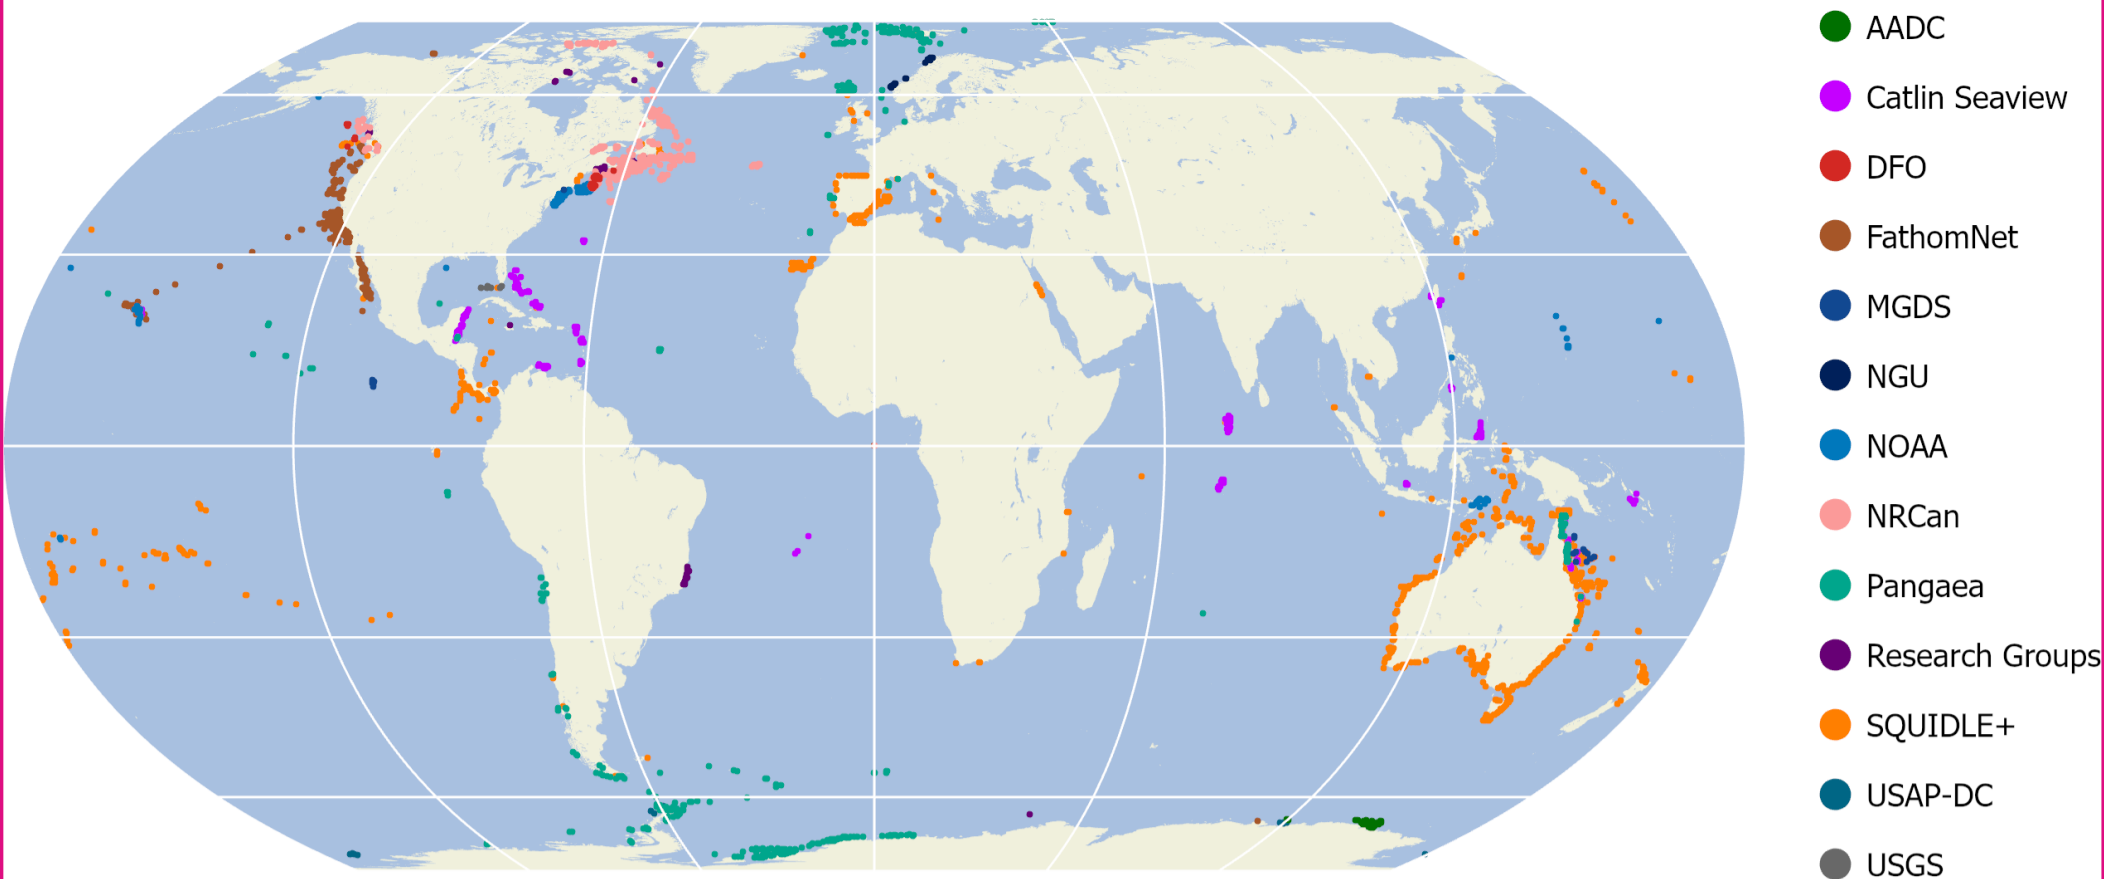 AADC
Catlin Seaview
DFO
FathomNet
MGDS
NGU
NOAA
NRCan
Pangaea
Research Groups
SQUIDLE+
USAP-DC
USGS